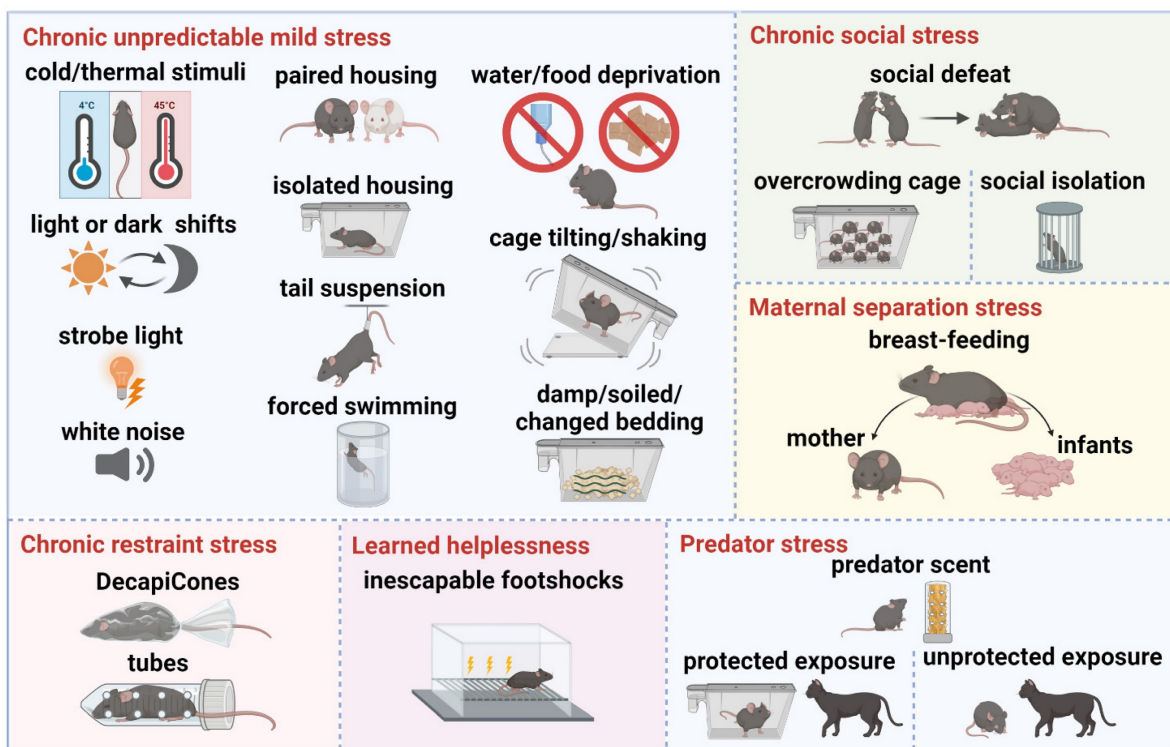 Chronic unpredictable mild stress
cold/thermal stimuli
4°C
45°C
light or dark shifts
strobe light
white noise
paired housing
isolated housing
tail suspension
forced swimming
water/food deprivation
cage tilting/shaking
damp/soiled/
changed bedding
Chronic social stress
social defeat
overcrowding cage
social isolation
Maternal separation stress
breast-feeding
mother
infants
Chronic restraint stress
DecapiCones
tubes
Learned helplessness
inescapable footshocks
Predator stress
predator scent
protected exposure
unprotected exposure